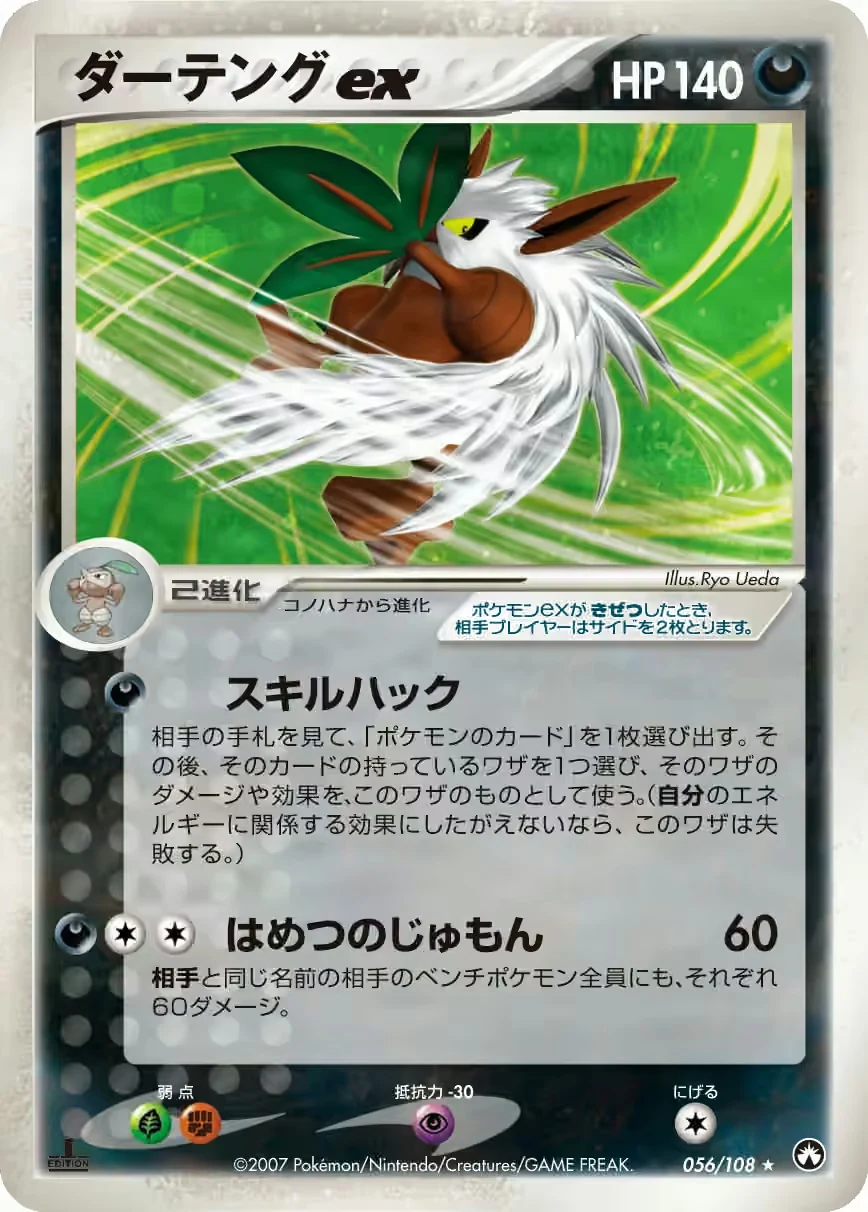 ダーテングex HP140
己進化
コノハナから進化
Illus.Ryo Ueda
ポケモンexがきぜつしたとき、
相手プレイヤーはサイドを2枚とります。
スキルハック
相手の手札を見て、「ポケモンのカード」を1枚選び出す。そ
の後、そのカードの持っているワザを1つ選び、そのワザの
ダメージや効果を、このワザのものとして使う。(自分のエネ
ルギーに関係する効果にしたがえないなら、このワザは失
敗する。)
はめつのじゅもん 60
相手と同じ名前の相手のベンチポケモン全員にも、それぞれ
60ダメージ。
弱点 抵抗力 -30 にげる
1
EDITION
©2007 Pokémon/Nintendo/Creatures/GAME FREAK.
056/108 ★